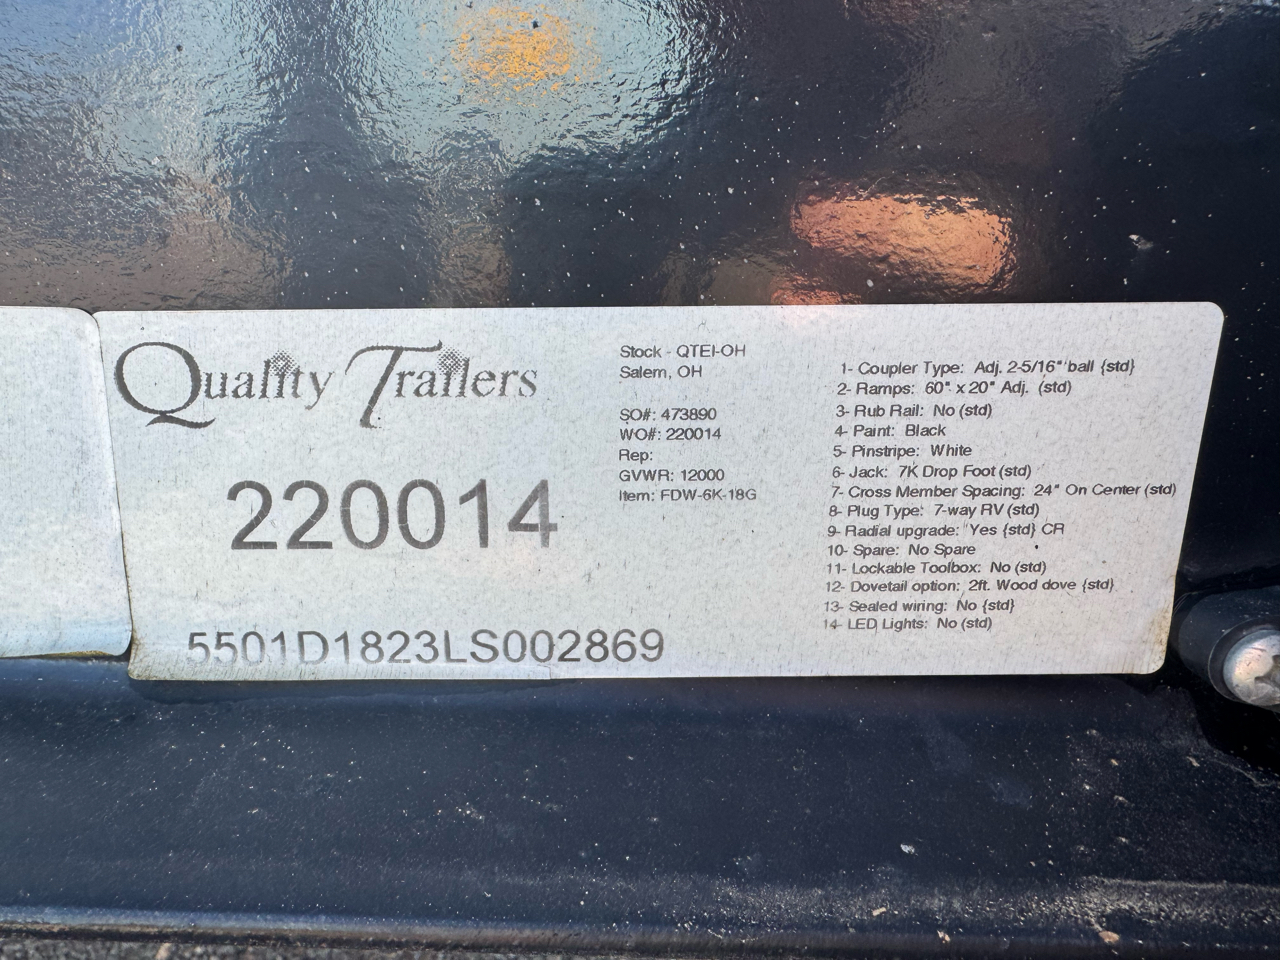 Quality Trailers
220014
5501D1823LS002869
Stock - QTEI-OH
Salem, OH
SO#: 473890
WO#: 220014
Rep:
GVWR: 12000
Item: FDW-6K-18G
1- Coupler Type: Adj. 2-5/16" ball {std}
2- Ramps: 60" x 20" Adj. (std)
3- Rub Rail: No (std)
4- Paint: Black
5- Pinstripe: White
6- Jack: 7K Drop Foot (std)
7- Cross Member Spacing: 24" On Center (std)
8- Plug Type: 7-way RV (std)
9- Radial upgrade: Yes {std} CR
10- Spare: No Spare
11- Lockable Toolbox: No (std)
12- Dovetail option: 2ft. Wood dove {std}
13- Sealed wiring: No {std}
14- LED Lights: No (std)